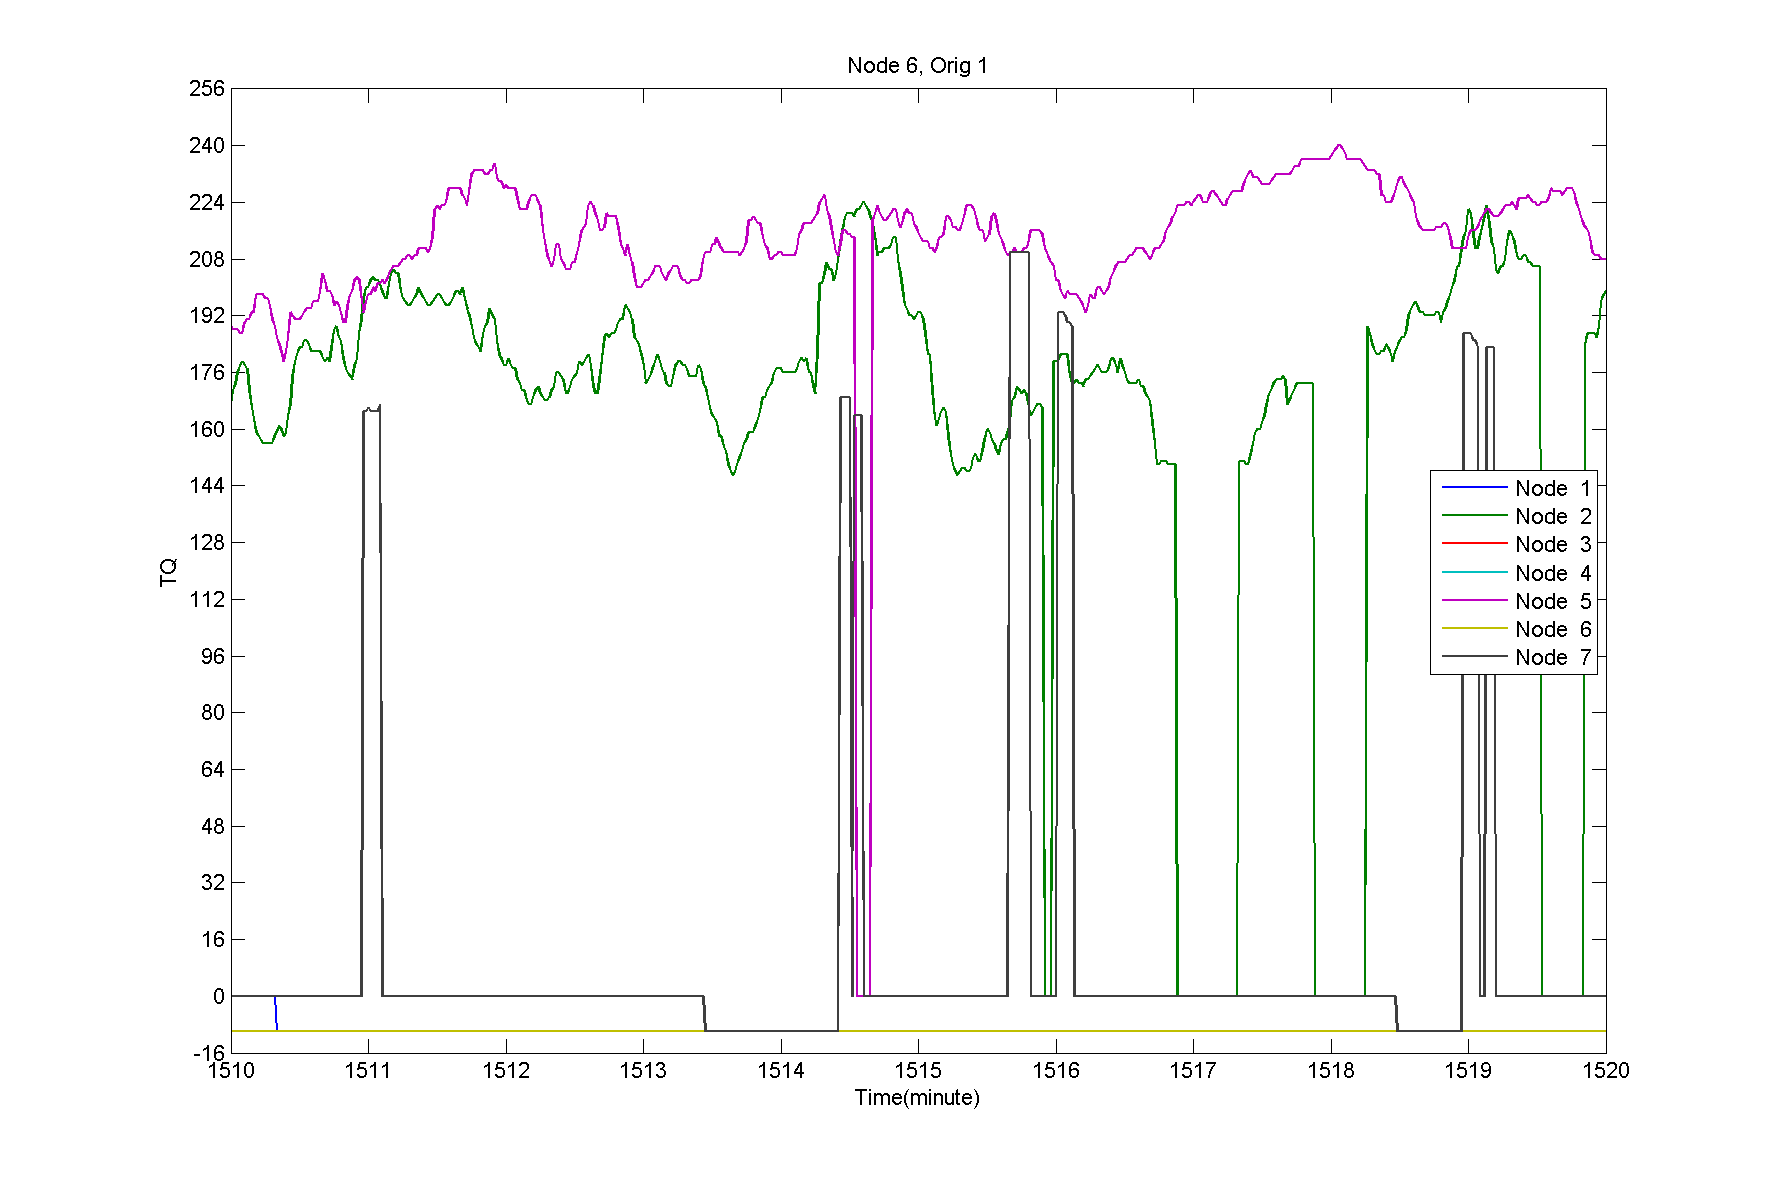 Node 6, Orig 1
256
240
224
208
192
176
160
144
128
112
96
80
64
48
32
16
0
-16
TQ
Node 1
Node 2
Node 3
Node 4
Node 5
Node 6
Node 7
1510 1511 1512 1513 1514 1515 1516 1517 1518 1519 1520
Time(minute)